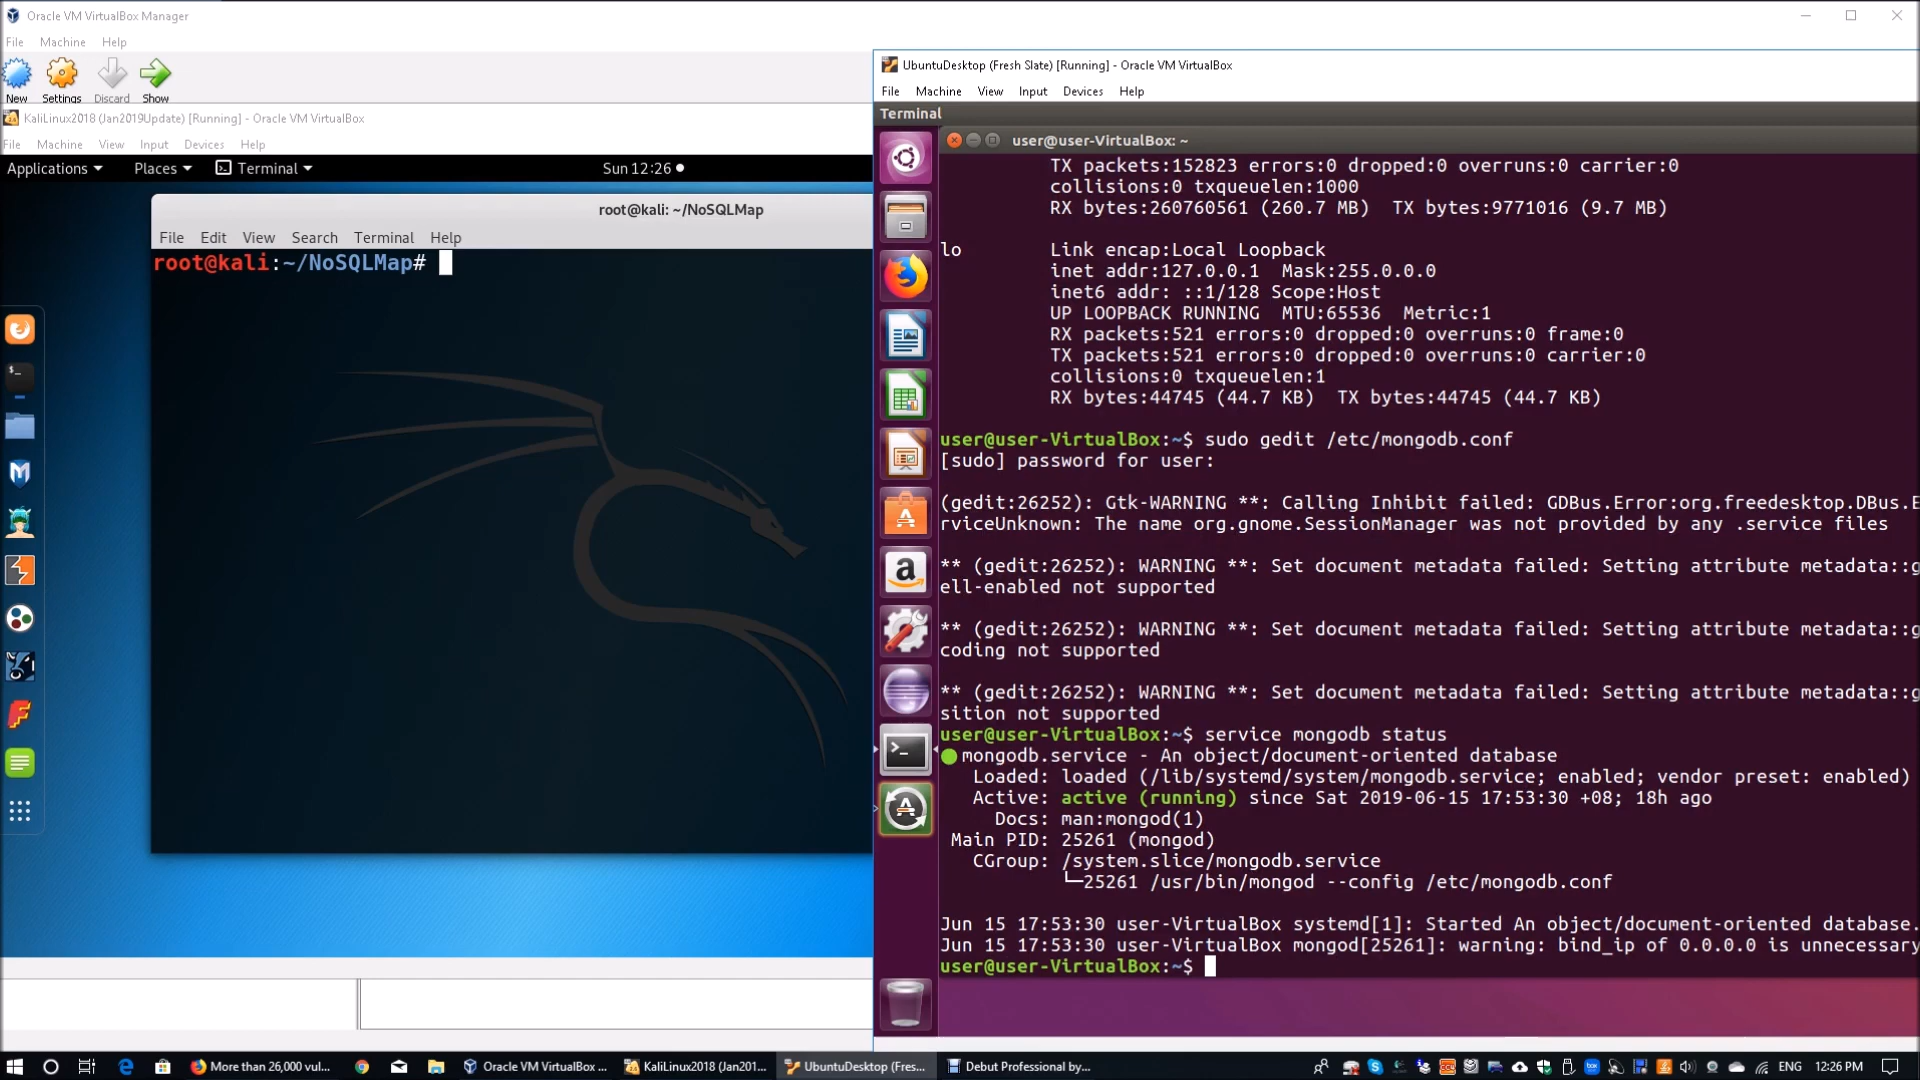 Oracle VM VirtualBox Manager
File Machine Help
New Settings Discard Show
KaliLinux2018 (Jan2019Update) [Running] - Oracle VM VirtualBox
File Machine View Input Devices Help
Applications Places Terminal Sun 12:26
root@kali: ~/NoSQLMap
File Edit View Search Terminal Help
root@kali:~/NoSQLMap#
UbuntuDesktop (Fresh Slate) [Running] - Oracle VM VirtualBox
File Machine View Input Devices Help
Terminal
user@user-VirtualBox: ~
TX packets:152823 errors:0 dropped:0 overruns:0 carrier:0
collisions:0 txqueuelen:1000
RX bytes:260760561 (260.7 MB) TX bytes:9771016 (9.7 MB)
lo Link encap:Local Loopback
inet addr:127.0.0.1 Mask:255.0.0.0
inet6 addr: ::1/128 Scope:Host
UP LOOPBACK RUNNING MTU:65536 Metric:1
RX packets:521 errors:0 dropped:0 overruns:0 frame:0
TX packets:521 errors:0 dropped:0 overruns:0 carrier:0
collisions:0 txqueuelen:1
RX bytes:44745 (44.7 KB) TX bytes:44745 (44.7 KB)
user@user-VirtualBox:~$ sudo gedit /etc/mongodb.conf
[sudo] password for user:
(gedit:26252): Gtk-WARNING **: Calling Inhibit failed: GDBus.Error:org.freedesktop.DBus.E
rviceUnknown: The name org.gnome.SessionManager was not provided by any .service files
** (gedit:26252): WARNING **: Set document metadata failed: Setting attribute metadata::g
ell-enabled not supported
** (gedit:26252): WARNING **: Set document metadata failed: Setting attribute metadata::g
coding not supported
** (gedit:26252): WARNING **: Set document metadata failed: Setting attribute metadata::g
sition not supported
user@user-VirtualBox:~$ service mongodb status
● mongodb.service - An object/document-oriented database
Loaded: loaded (/lib/systemd/system/mongodb.service; enabled; vendor preset: enabled)
Active: active (running) since Sat 2019-06-15 17:53:30 +08; 18h ago
Docs: man:mongod(1)
Main PID: 25261 (mongod)
CGroup: /system.slice/mongodb.service
└─25261 /usr/bin/mongod --config /etc/mongodb.conf
Jun 15 17:53:30 user-VirtualBox systemd[1]: Started An object/document-oriented database.
Jun 15 17:53:30 user-VirtualBox mongod[25261]: warning: bind_ip of 0.0.0.0 is unnecessary
user@user-VirtualBox:~$
More than 26,000 vul... Oracle VM VirtualBox ... KaliLinux2018 (Jan201... UbuntuDesktop (Fres... Debut Professional by... ENG 12:26 PM